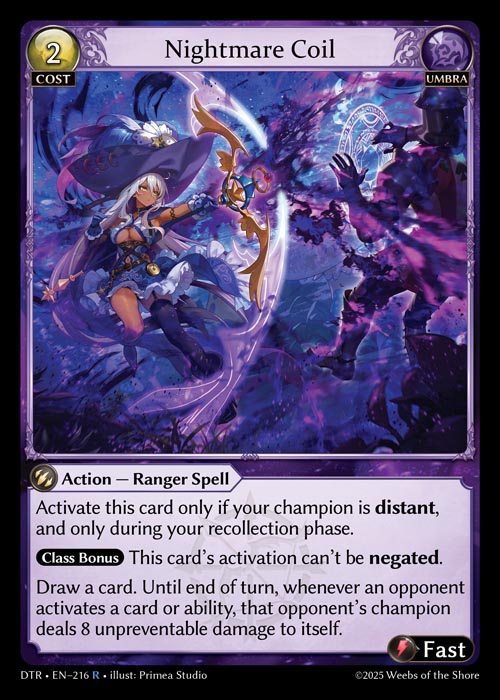 2
COST
Nightmare Coil
UMBRA
Action — Ranger Spell
Activate this card only if your champion is distant,
and only during your recollection phase.
Class Bonus This card's activation can't be negated.
Draw a card. Until end of turn, whenever an opponent
activates a card or ability, that opponent's champion
deals 8 unpreventable damage to itself.
Fast
DTR • EN–216 R • illust: Primea Studio
©2025 Weebs of the Shore